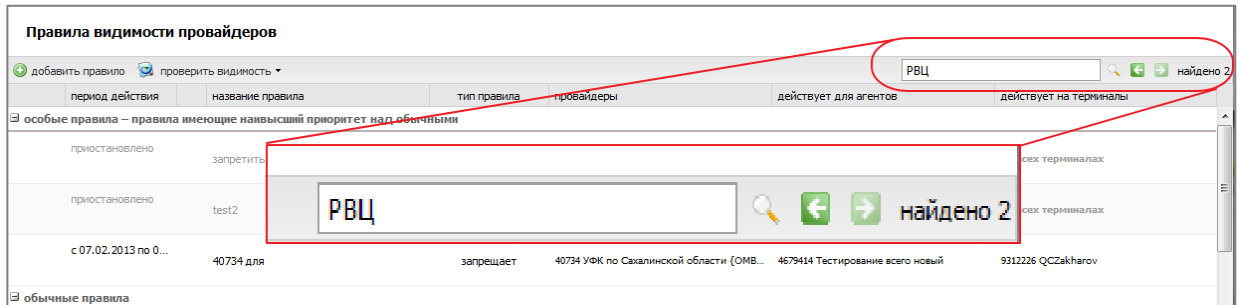 Правила видимости провайдеров
добавить правило проверить видимость РВЦ найдено 2
период действия название правила тип правила провайдеры действует для агентов действует на терминалы
особые правила – правила имеющие наивысший приоритет над обычными
приостановлено запретить всех терминалах
РВЦ найдено 2
приостановлено test2 всех терминалах
с 07.02.2013 по 0... 40734 для запрещает 40734 УФК по Сахалинской области {OMB... 4679414 Тестирование всего новый 9312226 QCZakharov
обычные правила